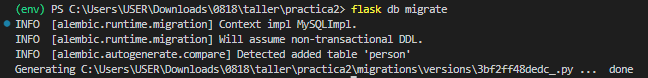 (env) PS C:\Users\USER\Downloads\0818\taller\practica2> flask db migrate
INFO  [alembic.runtime.migration] Context impl MySQLImpl.
INFO  [alembic.runtime.migration] Will assume non-transactional DDL.
INFO  [alembic.autogenerate.compare] Detected added table 'person'
Generating C:\Users\USER\Downloads\0818\taller\practica2\migrations\versions\3bf2ff48dedc_.py ...  done